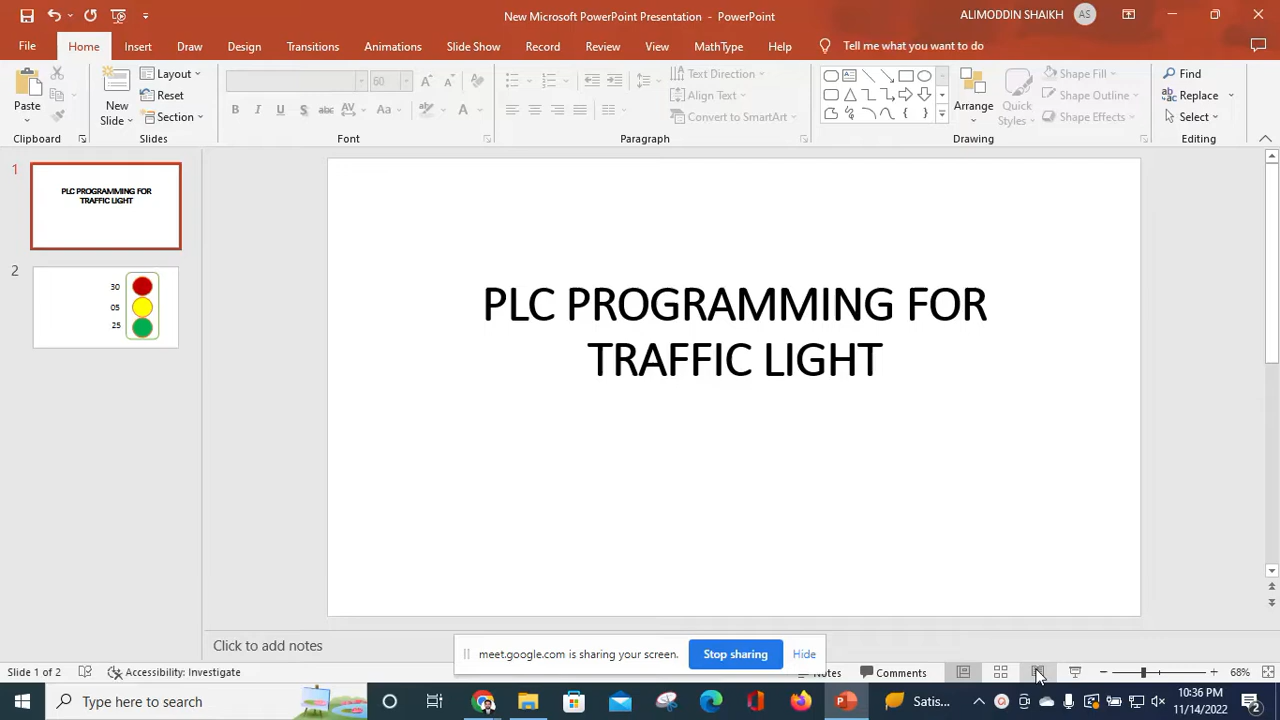 New Microsoft PowerPoint Presentation - PowerPoint
ALIMODDIN SHAIKH
AS
File Home Insert Draw Design Transitions Animations Slide Show Record Review View MathType Help Tell me what you want to do
Paste
Clipboard
New Slide
Layout
Reset
Section
Slides
60
B I U S abc AV Aa A
Font
Text Direction
Align Text
Convert to SmartArt
Paragraph
Arrange
Quick Styles
Shape Fill
Shape Outline
Shape Effects
Drawing
Find
Replace
Select
Editing
1
PLC PROGRAMMING FOR
TRAFFIC LIGHT
2
30
05
25
PLC PROGRAMMING FOR
TRAFFIC LIGHT
Click to add notes
meet.google.com is sharing your screen. Stop sharing Hide
Slide 1 of 2 Accessibility: Investigate Notes Comments 68%
Type here to search
Satis...
10:36 PM
11/14/2022
2